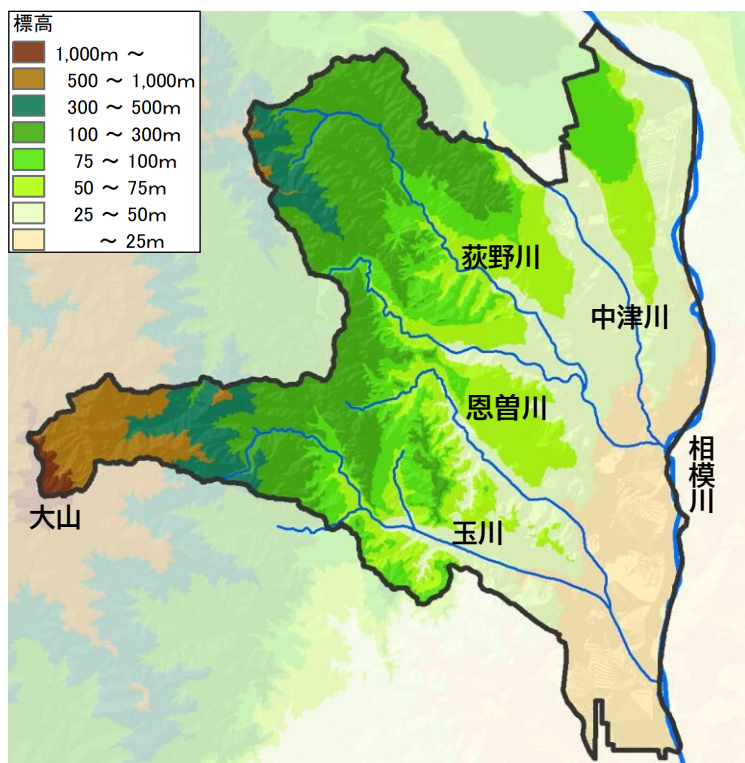 標高
1,000m ～
500 ～ 1,000m
300 ～ 500m
100 ～ 300m
75 ～ 100m
50 ～ 75m
25 ～ 50m
～ 25m
荻野川
中津川
恩曽川
相模川
大山
玉川